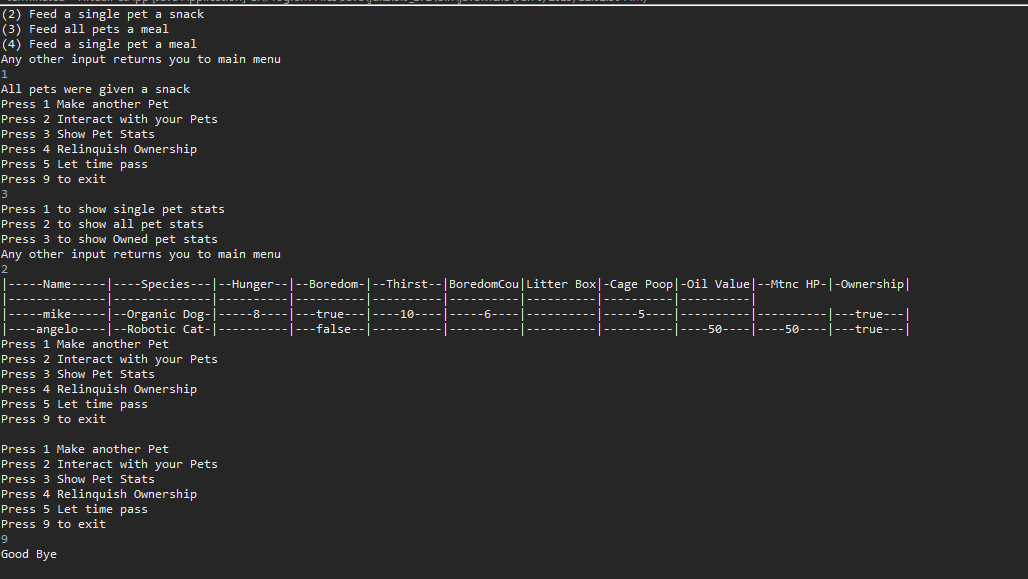 (2) Feed a single pet a snack
(3) Feed all pets a meal
(4) Feed a single pet a meal
Any other input returns you to main menu
1
All pets were given a snack
Press 1 Make another Pet
Press 2 Interact with your Pets
Press 3 Show Pet Stats
Press 4 Relinquish Ownership
Press 5 Let time pass
Press 9 to exit
3
Press 1 to show single pet stats
Press 2 to show all pet stats
Press 3 to show Owned pet stats
Any other input returns you to main menu
2
|-----Name-----|----Species---|--Hunger--|--Boredom-|--Thirst--|BoredomCou|Litter Box|-Cage Poop|-Oil Value|--Mtnc HP-|-Ownership|
|--------------|--------------|----------|----------|----------|----------|----------|----------|----------|
|-----mike-----|--Organic Dog-|-----8----|---true---|----10----|-----6----|----------|-----5----|----------|----------|---true---|
|----angelo----|--Robotic Cat-|----------|---false--|----------|----------|----------|----------|----50----|----50----|---true---|
Press 1 Make another Pet
Press 2 Interact with your Pets
Press 3 Show Pet Stats
Press 4 Relinquish Ownership
Press 5 Let time pass
Press 9 to exit
Press 1 Make another Pet
Press 2 Interact with your Pets
Press 3 Show Pet Stats
Press 4 Relinquish Ownership
Press 5 Let time pass
Press 9 to exit
9
Good Bye